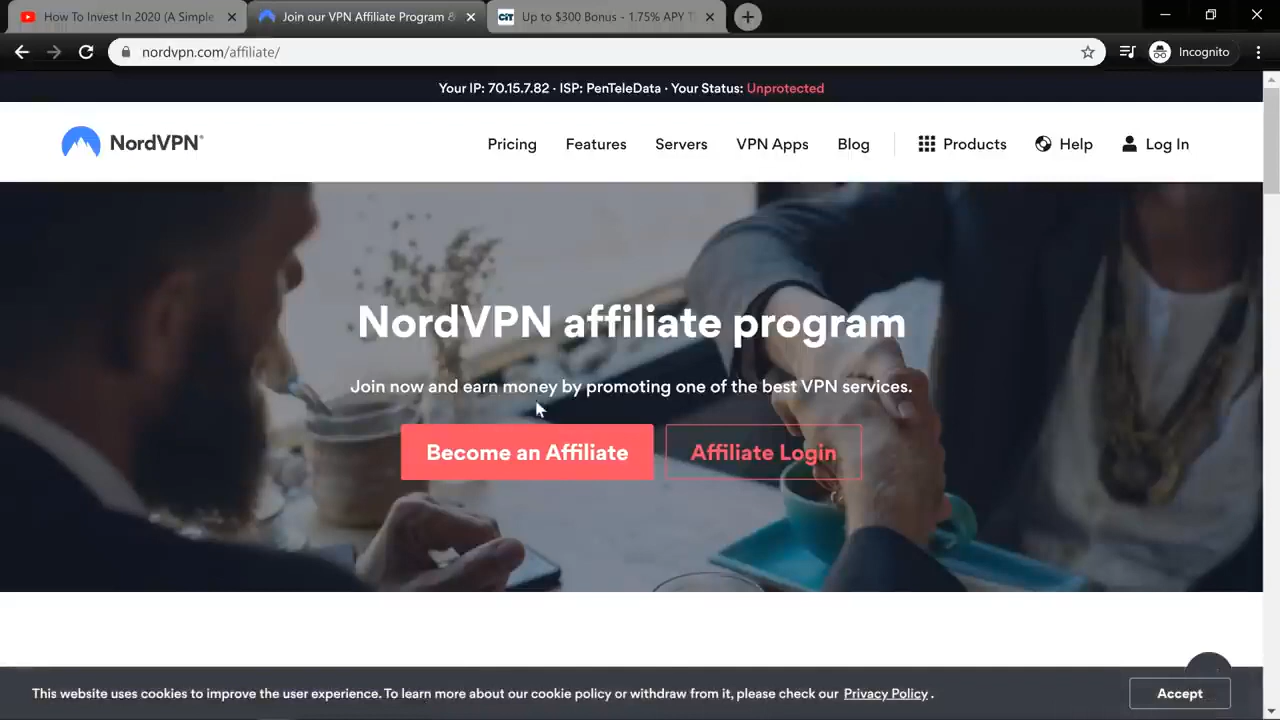 How To Invest In 2020 (A Simple
Join our VPN Affiliate Program &
CIT
Up to $300 Bonus - 1.75% APY T
nordvpn.com/affiliate/
Incognito
Your IP: 70.15.7.82 · ISP: PenTeleData · Your Status: Unprotected
NordVPN®
Pricing
Features
Servers
VPN Apps
Blog
Products
Help
Log In
NordVPN affiliate program
Join now and earn money by promoting one of the best VPN services.
Become an Affiliate
Affiliate Login
This website uses cookies to improve the user experience. To learn more about our cookie policy or withdraw from it, please check our Privacy Policy .
Accept